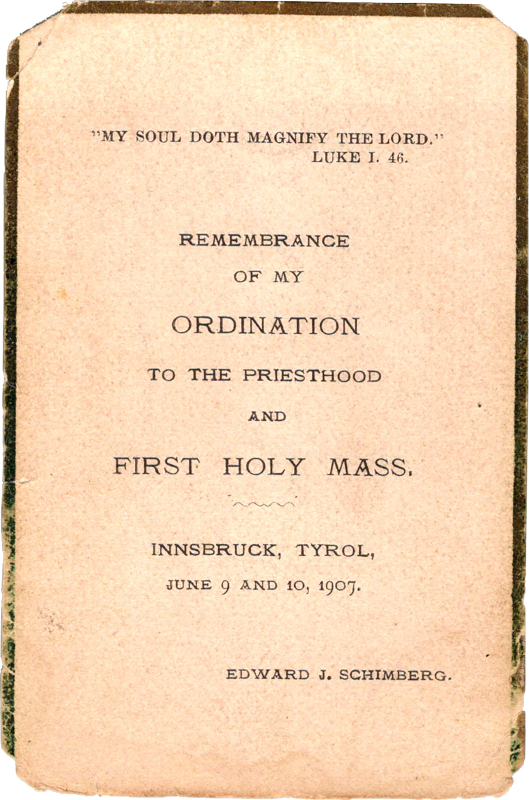 "MY SOUL DOTH MAGNIFY THE LORD."
LUKE I. 46.
REMEMBRANCE
OF MY
ORDINATION
TO THE PRIESTHOOD
AND
FIRST HOLY MASS.
INNSBRUCK, TYROL,
JUNE 9 AND 10, 1907.
EDWARD J. SCHIMBERG.